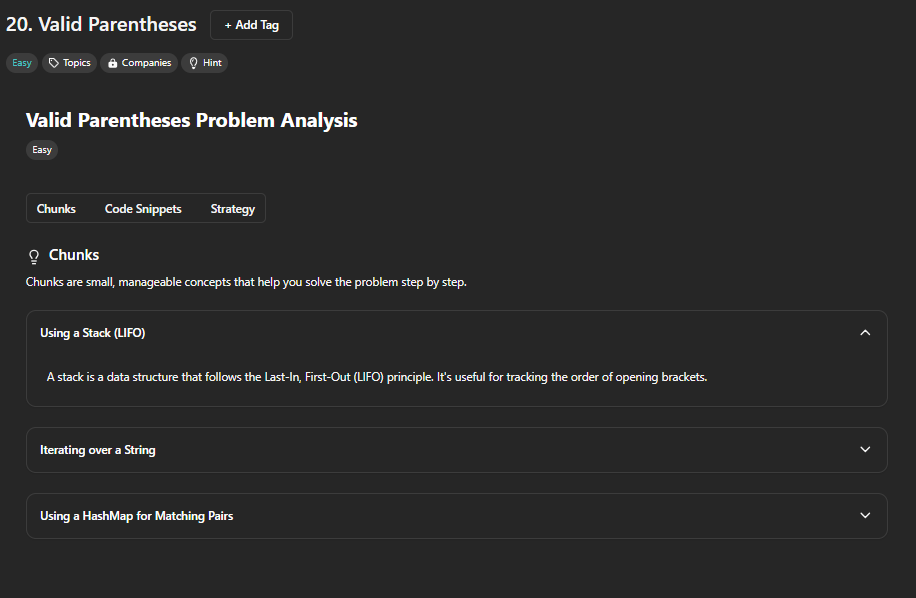 20. Valid Parentheses + Add Tag
Easy Topics Companies Hint
Valid Parentheses Problem Analysis
Easy
Chunks Code Snippets Strategy
Chunks
Chunks are small, manageable concepts that help you solve the problem step by step.
Using a Stack (LIFO)
A stack is a data structure that follows the Last-In, First-Out (LIFO) principle. It's useful for tracking the order of opening brackets.
Iterating over a String
Using a HashMap for Matching Pairs